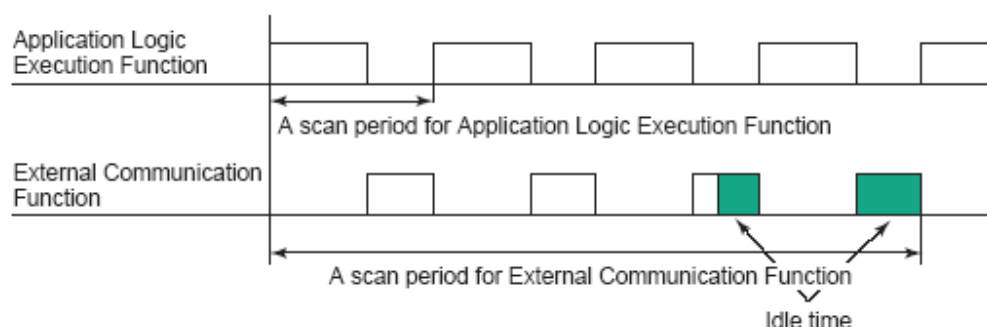 Application Logic
Execution Function
A scan period for Application Logic Execution Function
External Communication
Function
A scan period for External Communication Function
Idle time